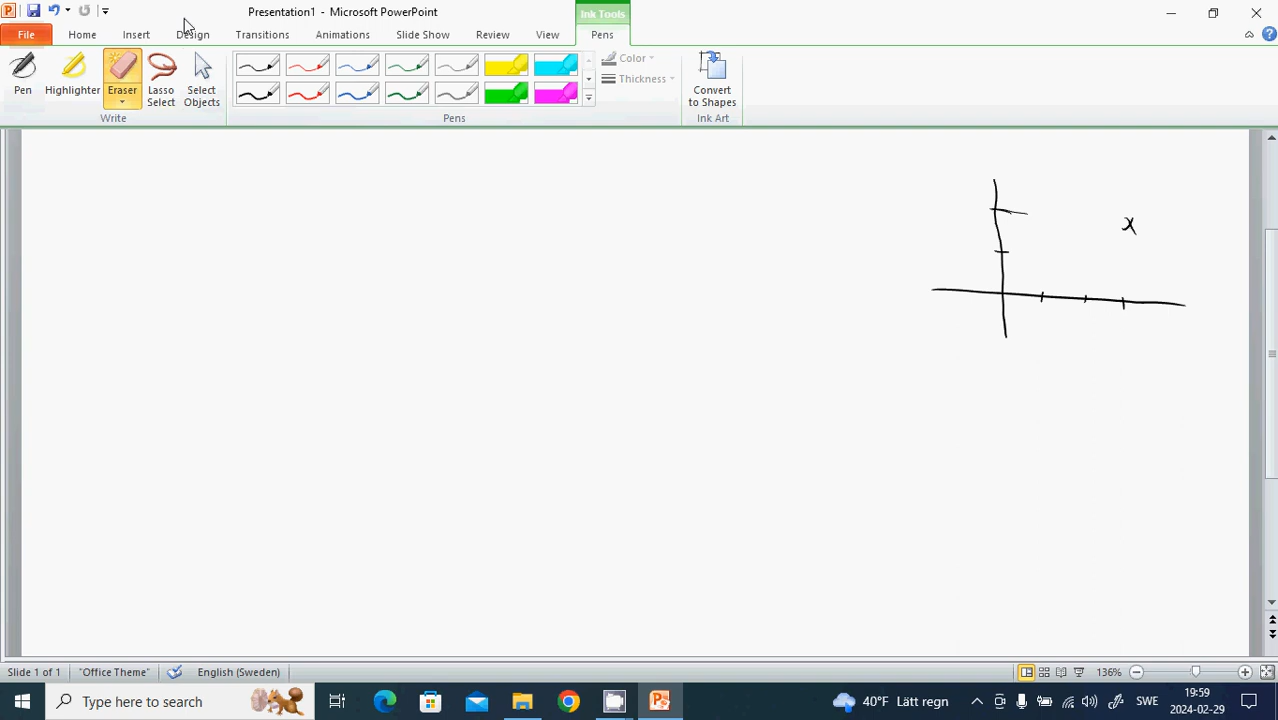 Presentation1 - Microsoft PowerPoint
Ink Tools
File Home Insert Design Transitions Animations Slide Show Review View Pens
Pen Highlighter Eraser Lasso Select Select Objects
Color
Thickness
Convert to Shapes
Write Pens Ink Art
x
Slide 1 of 1 "Office Theme" English (Sweden) 136%
Type here to search 40°F Lätt regn SWE 19:59
2024-02-29